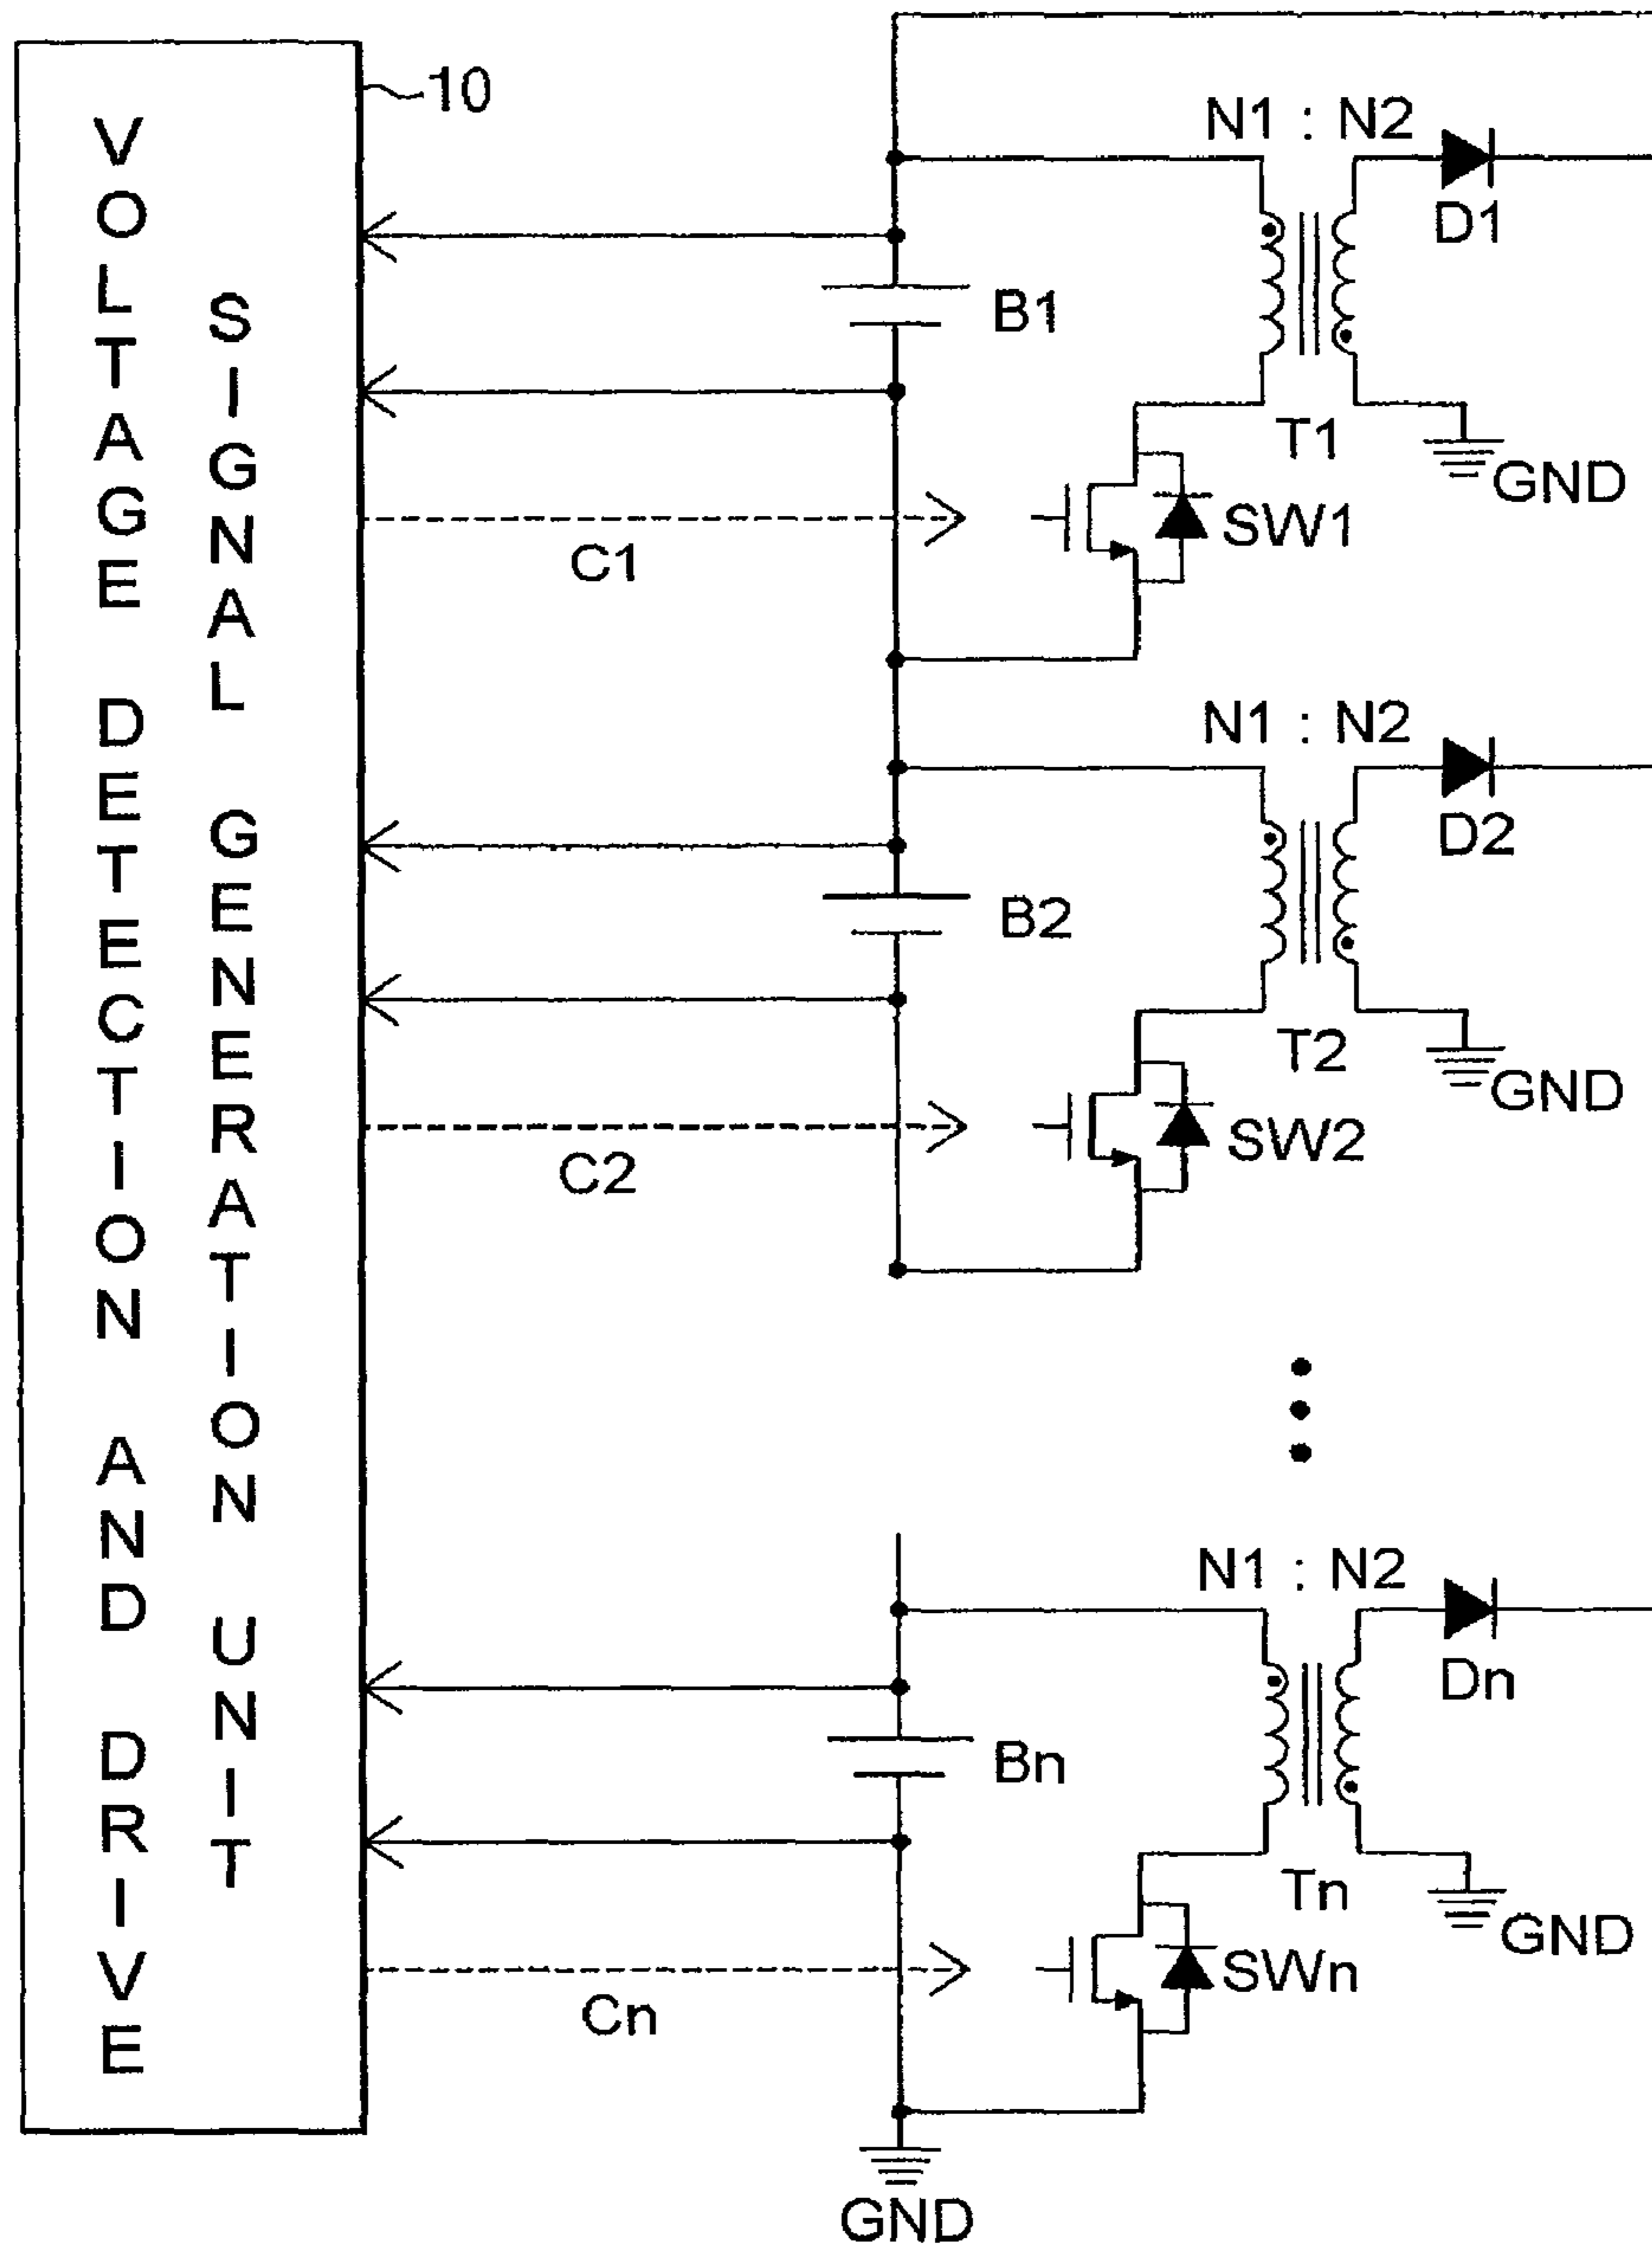 VOLTAGE DETECTION AND DRIVE
SIGNAL GENERATION UNIT
10
N1 : N2
D1
B1
T1
GND
SW1
C1
N1 : N2
D2
B2
T2
GND
SW2
C2
N1 : N2
Dn
Bn
Tn
GND
SWn
Cn
GND